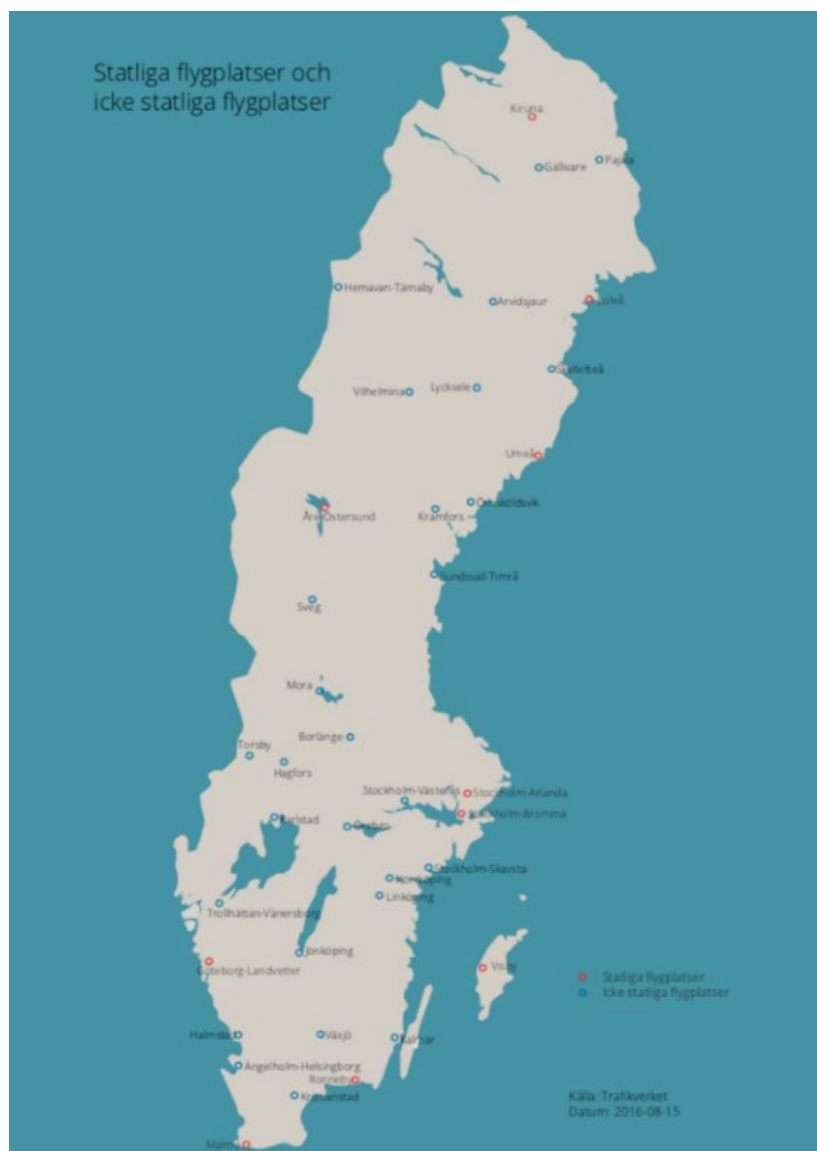 Statliga flygplatser och
icke statliga flygplatser
Kiruna
Pajala
Gällivare
Hemavan-Tärnaby
Arvidsjaur
Luleå
Skellefteå
Lycksele
Vilhelmina
Umeå
Örnsköldsvik
Kramfors
Åre-Östersund
Sundsvall-Timrå
Sveg
Mora
Borlänge
Torsby
Hagfors
Stockholm-Västerås
Stockholm-Arlanda
Stockholm-Bromma
Karlstad
Örebro
Stockholm-Skavsta
Norrköping
Linköping
Trollhättan-Vänersborg
Jönköping
Göteborg-Landvetter
Visby
Statliga flygplatser
Icke statliga flygplatser
Halmstad
Växjö
Kalmar
Ängelholm-Helsingborg
Ronneby
Kristianstad
Källa: Trafikverket
Datum: 2016-08-15
Malmö